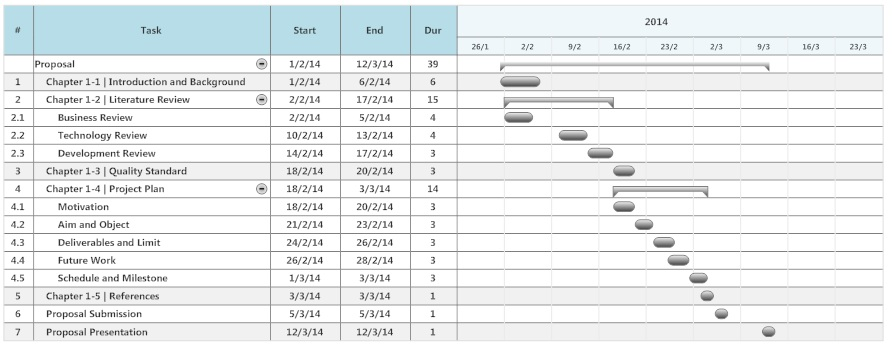 # Task Start End Dur 2014
26/1 2/2 9/2 16/2 23/2 2/3 9/3 16/3 23/3
Proposal 1/2/14 12/3/14 39
1 Chapter 1-1 | Introduction and Background 1/2/14 6/2/14 6
2 Chapter 1-2 | Literature Review 2/2/14 17/2/14 15
2.1 Business Review 2/2/14 5/2/14 4
2.2 Technology Review 10/2/14 13/2/14 4
2.3 Development Review 14/2/14 17/2/14 3
3 Chapter 1-3 | Quality Standard 18/2/14 20/2/14 3
4 Chapter 1-4 | Project Plan 18/2/14 3/3/14 14
4.1 Motivation 18/2/14 20/2/14 3
4.2 Aim and Object 21/2/14 23/2/14 3
4.3 Deliverables and Limit 24/2/14 26/2/14 3
4.4 Future Work 26/2/14 28/2/14 3
4.5 Schedule and Milestone 1/3/14 3/3/14 3
5 Chapter 1-5 | References 3/3/14 3/3/14 1
6 Proposal Submission 5/3/14 5/3/14 1
7 Proposal Presentation 12/3/14 12/3/14 1